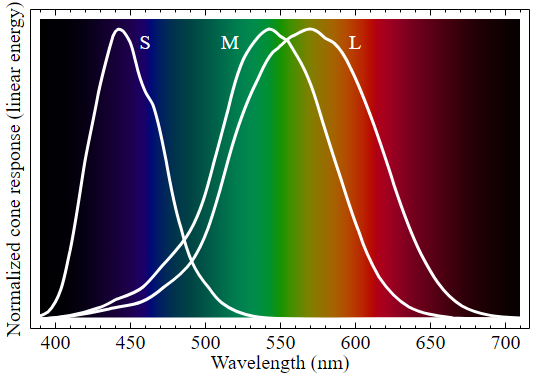 Normalized cone response (linear energy)
S M L
400 450 500 550 600 650 700
Wavelength (nm)